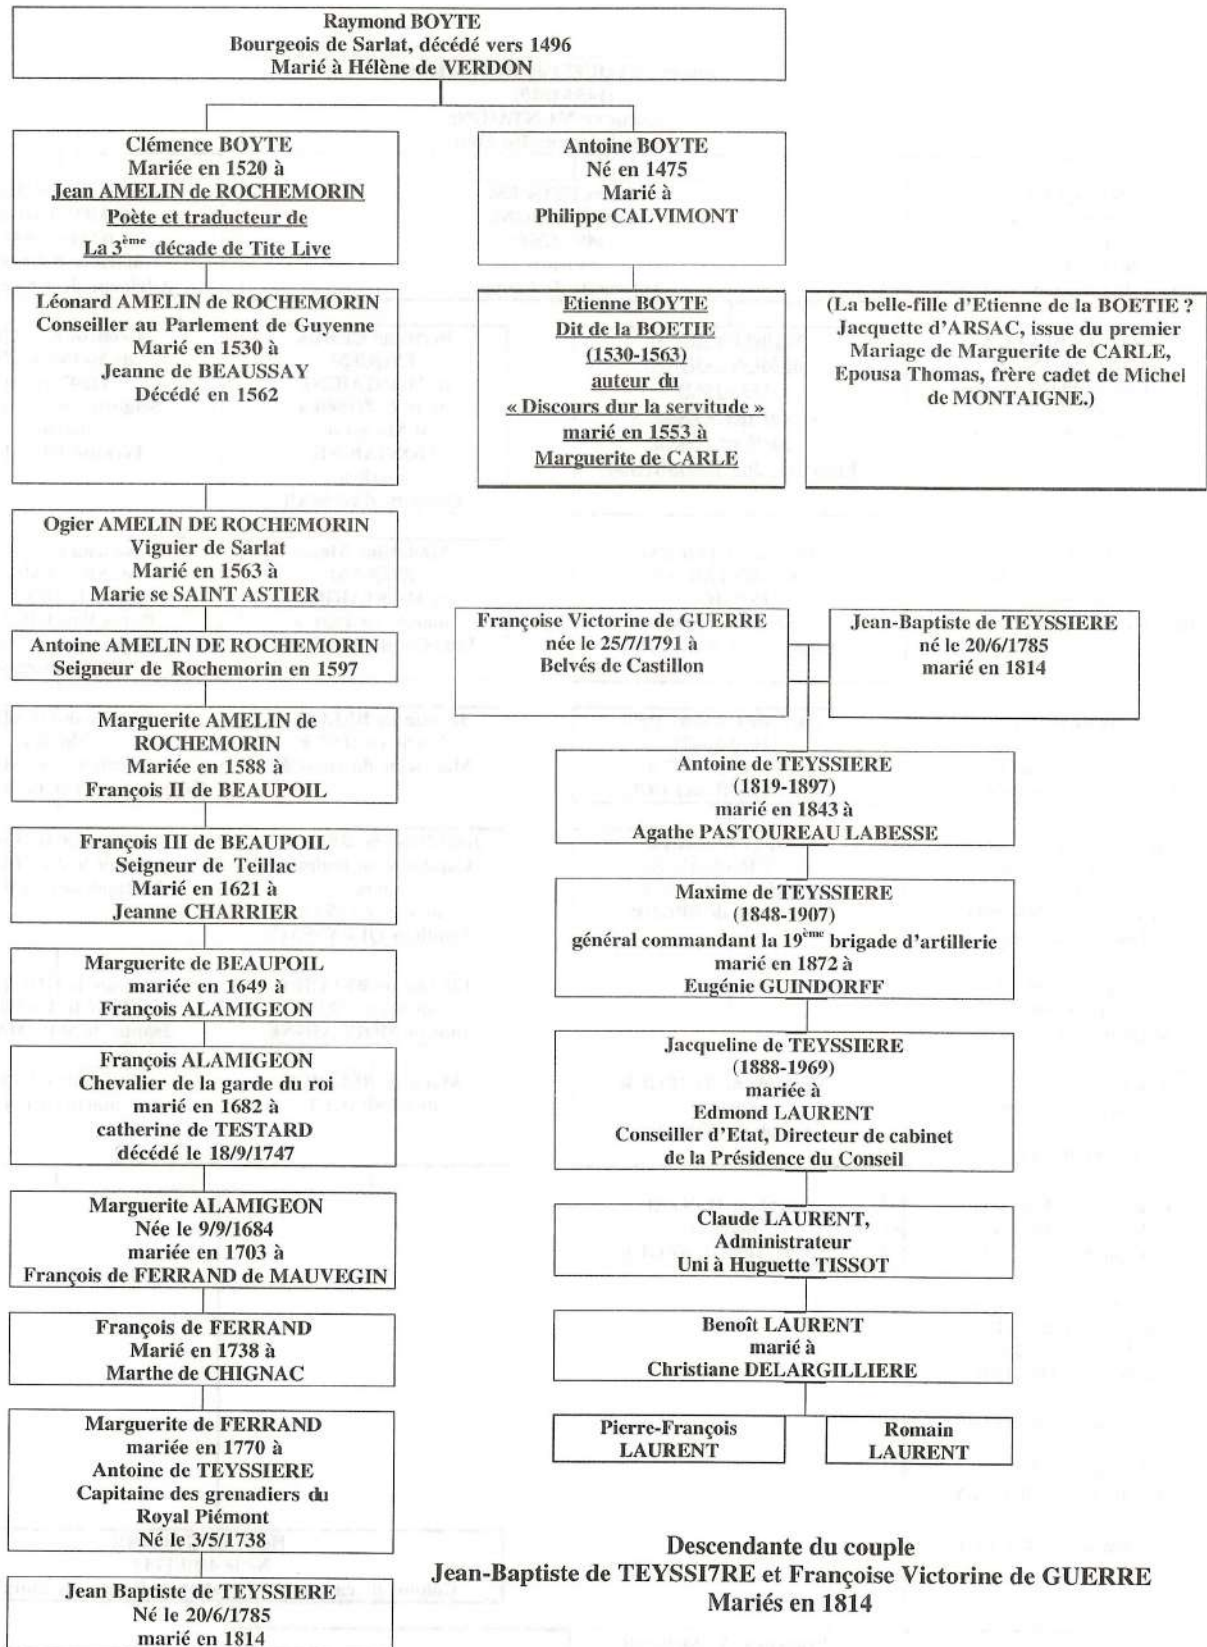 Raymond BOYTE
Bourgeois de Sarlat, décédé vers 1496
Marié à Hélène de VERDON
Clémence BOYTE
Mariée en 1520 à
Jean AMELIN de ROCHEMORIN
Poète et traducteur de
La 3ème décade de Tite Live
Antoine BOYTE
Né en 1475
Marié à
Philippe CALVIMONT
Léonard AMELIN de ROCHEMORIN
Conseiller au Parlement de Guyenne
Marié en 1530 à
Jeanne de BEAUSSAY
Décédé en 1562
Etienne BOYTE
Dit de la BOETIE
(1530-1563)
auteur du
« Discours dur la servitude »
marié en 1553 à
Marguerite de CARLE
(La belle-fille d'Etienne de la BOETIE ?
Jacquette d'ARSAC, issue du premier
Mariage de Marguerite de CARLE,
Epousa Thomas, frère cadet de Michel
de MONTAIGNE.)
Ogier AMELIN DE ROCHEMORIN
Viguier de Sarlat
Marié en 1563 à
Marie se SAINT ASTIER
Antoine AMELIN DE ROCHEMORIN
Seigneur de Rochemorin en 1597
Marguerite AMELIN de
ROCHEMORIN
Mariée en 1588 à
François II de BEAUPOIL
François III de BEAUPOIL
Seigneur de Teillac
Marié en 1621 à
Jeanne CHARRIER
Marguerite de BEAUPOIL
mariée en 1649 à
François ALAMIGEON
François ALAMIGEON
Chevalier de la garde du roi
marié en 1682 à
catherine de TESTARD
décédé le 18/9/1747
Marguerite ALAMIGEON
Née le 9/9/1684
mariée en 1703 à
François de FERRAND de MAUVEGIN
François de FERRAND
Marié en 1738 à
Marthe de CHIGNAC
Marguerite de FERRAND
mariée en 1770 à
Antoine de TEYSSIERE
Capitaine des grenadiers du
Royal Piémont
Né le 3/5/1738
Jean Baptiste de TEYSSIERE
Né le 20/6/1785
marié en 1814
Françoise Victorine de GUERRE
née le 25/7/1791 à
Belvés de Castillon
Jean-Baptiste de TEYSSIERE
né le 20/6/1785
marié en 1814
Antoine de TEYSSIERE
(1819-1897)
marié en 1843 à
Agathe PASTOUREAU LABESSE
Maxime de TEYSSIERE
(1848-1907)
général commandant la 19ème brigade d'artillerie
marié en 1872 à
Eugénie GUINDORFF
Jacqueline de TEYSSIERE
(1888-1969)
mariée à
Edmond LAURENT
Conseiller d'Etat, Directeur de cabinet
de la Présidence du Conseil
Claude LAURENT,
Administrateur
Uni à Huguette TISSOT
Benoît LAURENT
marié à
Christiane DELARGILLIERE
Pierre-François
LAURENT
Romain
LAURENT
Descendante du couple
Jean-Baptiste de TEYSSI7RE et Françoise Victorine de GUERRE
Mariés en 1814